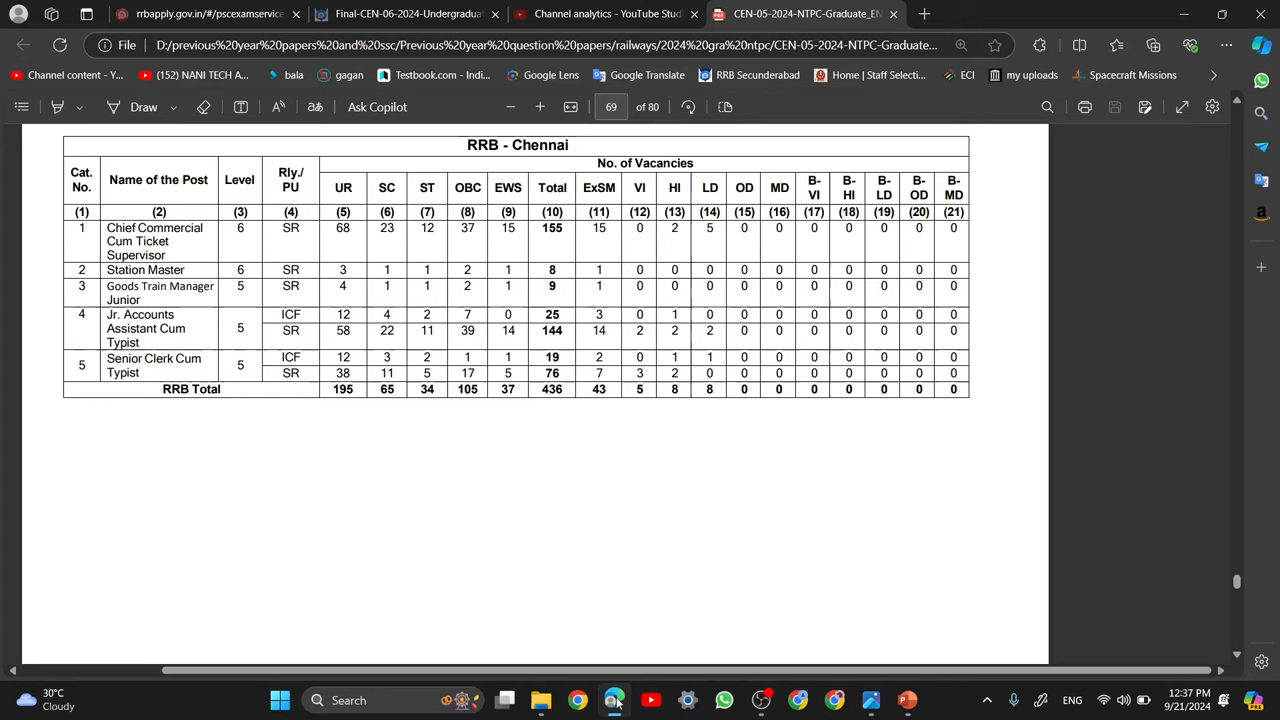 rrbapply.gov.in/#/pscexamservice
Final-CEN-06-2024-Undergradua
Channel analytics - YouTube Studi
CEN-05-2024-NTPC-Graduate_EN
File
D:/previous%20year%20papers%20and%20ssc/Previous%20year%20question%20papers/railways/2024%20gra%20ntpc/CEN-05-2024-NTPC-Graduate...
Channel content - Y...
(152) NANI TECH A...
bala
gagan
Testbook.com - Indi...
Google Lens
Google Translate
RRB Secunderabad
Home | Staff Selecti...
ECI
my uploads
Spacecraft Missions
Draw
Ask Copilot
69 of 80
RRB - Chennai
Cat. No. Name of the Post Level Rly./ PU No. of Vacancies
UR SC ST OBC EWS Total ExSM VI HI LD OD MD B-VI B-HI B-LD B-OD B-MD
(1) (2) (3) (4) (5) (6) (7) (8) (9) (10) (11) (12) (13) (14) (15) (16) (17) (18) (19) (20) (21)
1 Chief Commercial 6 SR 68 23 12 37 15 155 15 0 2 5 0 0 0 0 0 0 0
Cum Ticket
Supervisor
2 Station Master 6 SR 3 1 1 2 1 8 1 0 0 0 0 0 0 0 0 0 0
3 Goods Train Manager 5 SR 4 1 1 2 1 9 1 0 0 0 0 0 0 0 0 0 0
Junior
4 Jr. Accounts 5 ICF 12 4 2 7 0 25 3 0 1 0 0 0 0 0 0 0 0
Assistant Cum SR 58 22 11 39 14 144 14 2 2 2 0 0 0 0 0 0 0
Typist
5 Senior Clerk Cum 5 ICF 12 3 2 1 1 19 2 0 1 1 0 0 0 0 0 0 0
Typist SR 38 11 5 17 5 76 7 3 2 0 0 0 0 0 0 0 0
RRB Total 195 65 34 105 37 436 43 5 8 8 0 0 0 0 0 0 0
30°C
Cloudy
Search
ENG
12:37 PM
9/21/2024